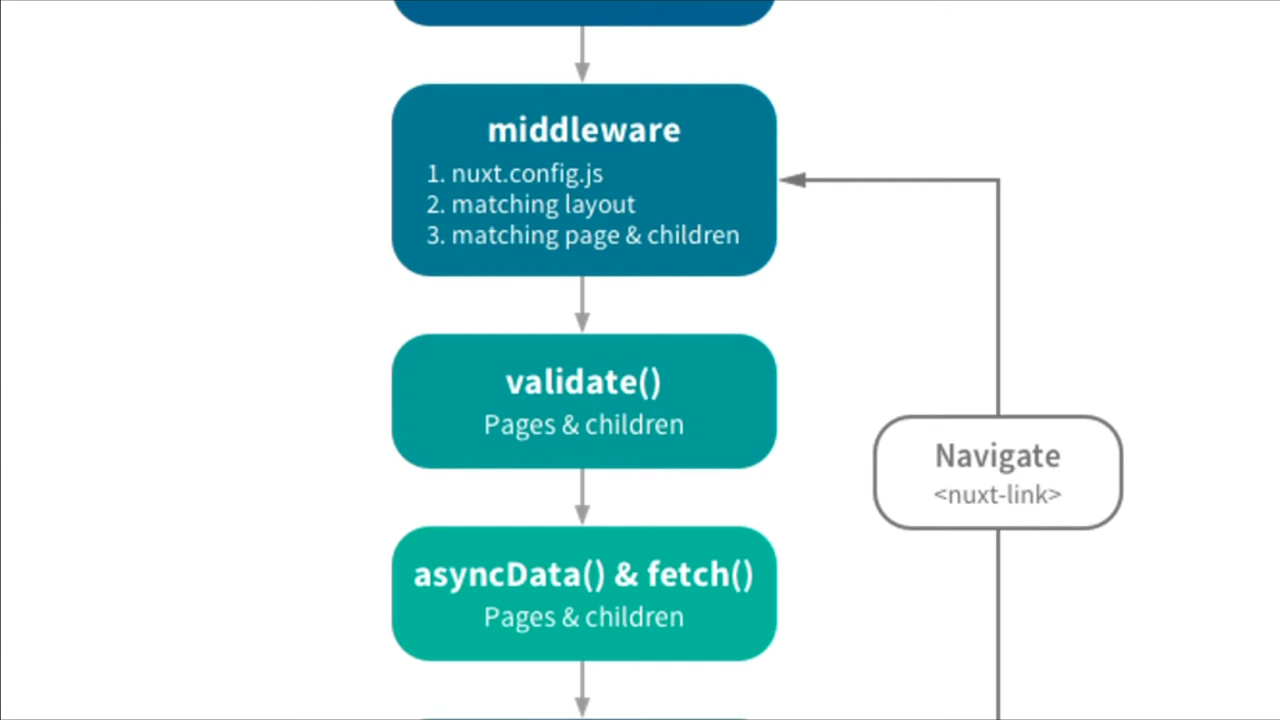 middleware
1. nuxt.config.js
2. matching layout
3. matching page & children
validate()
Pages & children
Navigate
<nuxt-link>
asyncData() & fetch()
Pages & children